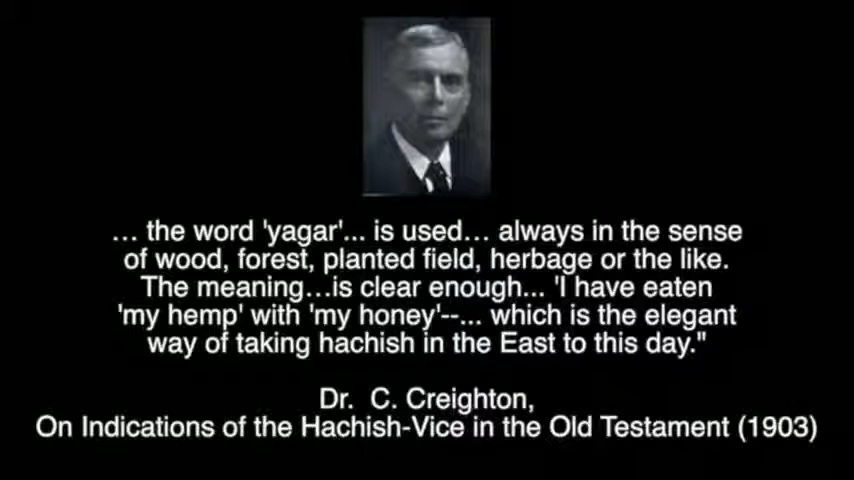 … the word 'yagar'... is used… always in the sense
of wood, forest, planted field, herbage or the like.
The meaning…is clear enough... 'I have eaten
'my hemp' with 'my honey'--... which is the elegant
way of taking hachish in the East to this day."
Dr.  C. Creighton,
On Indications of the Hachish-Vice in the Old Testament (1903)